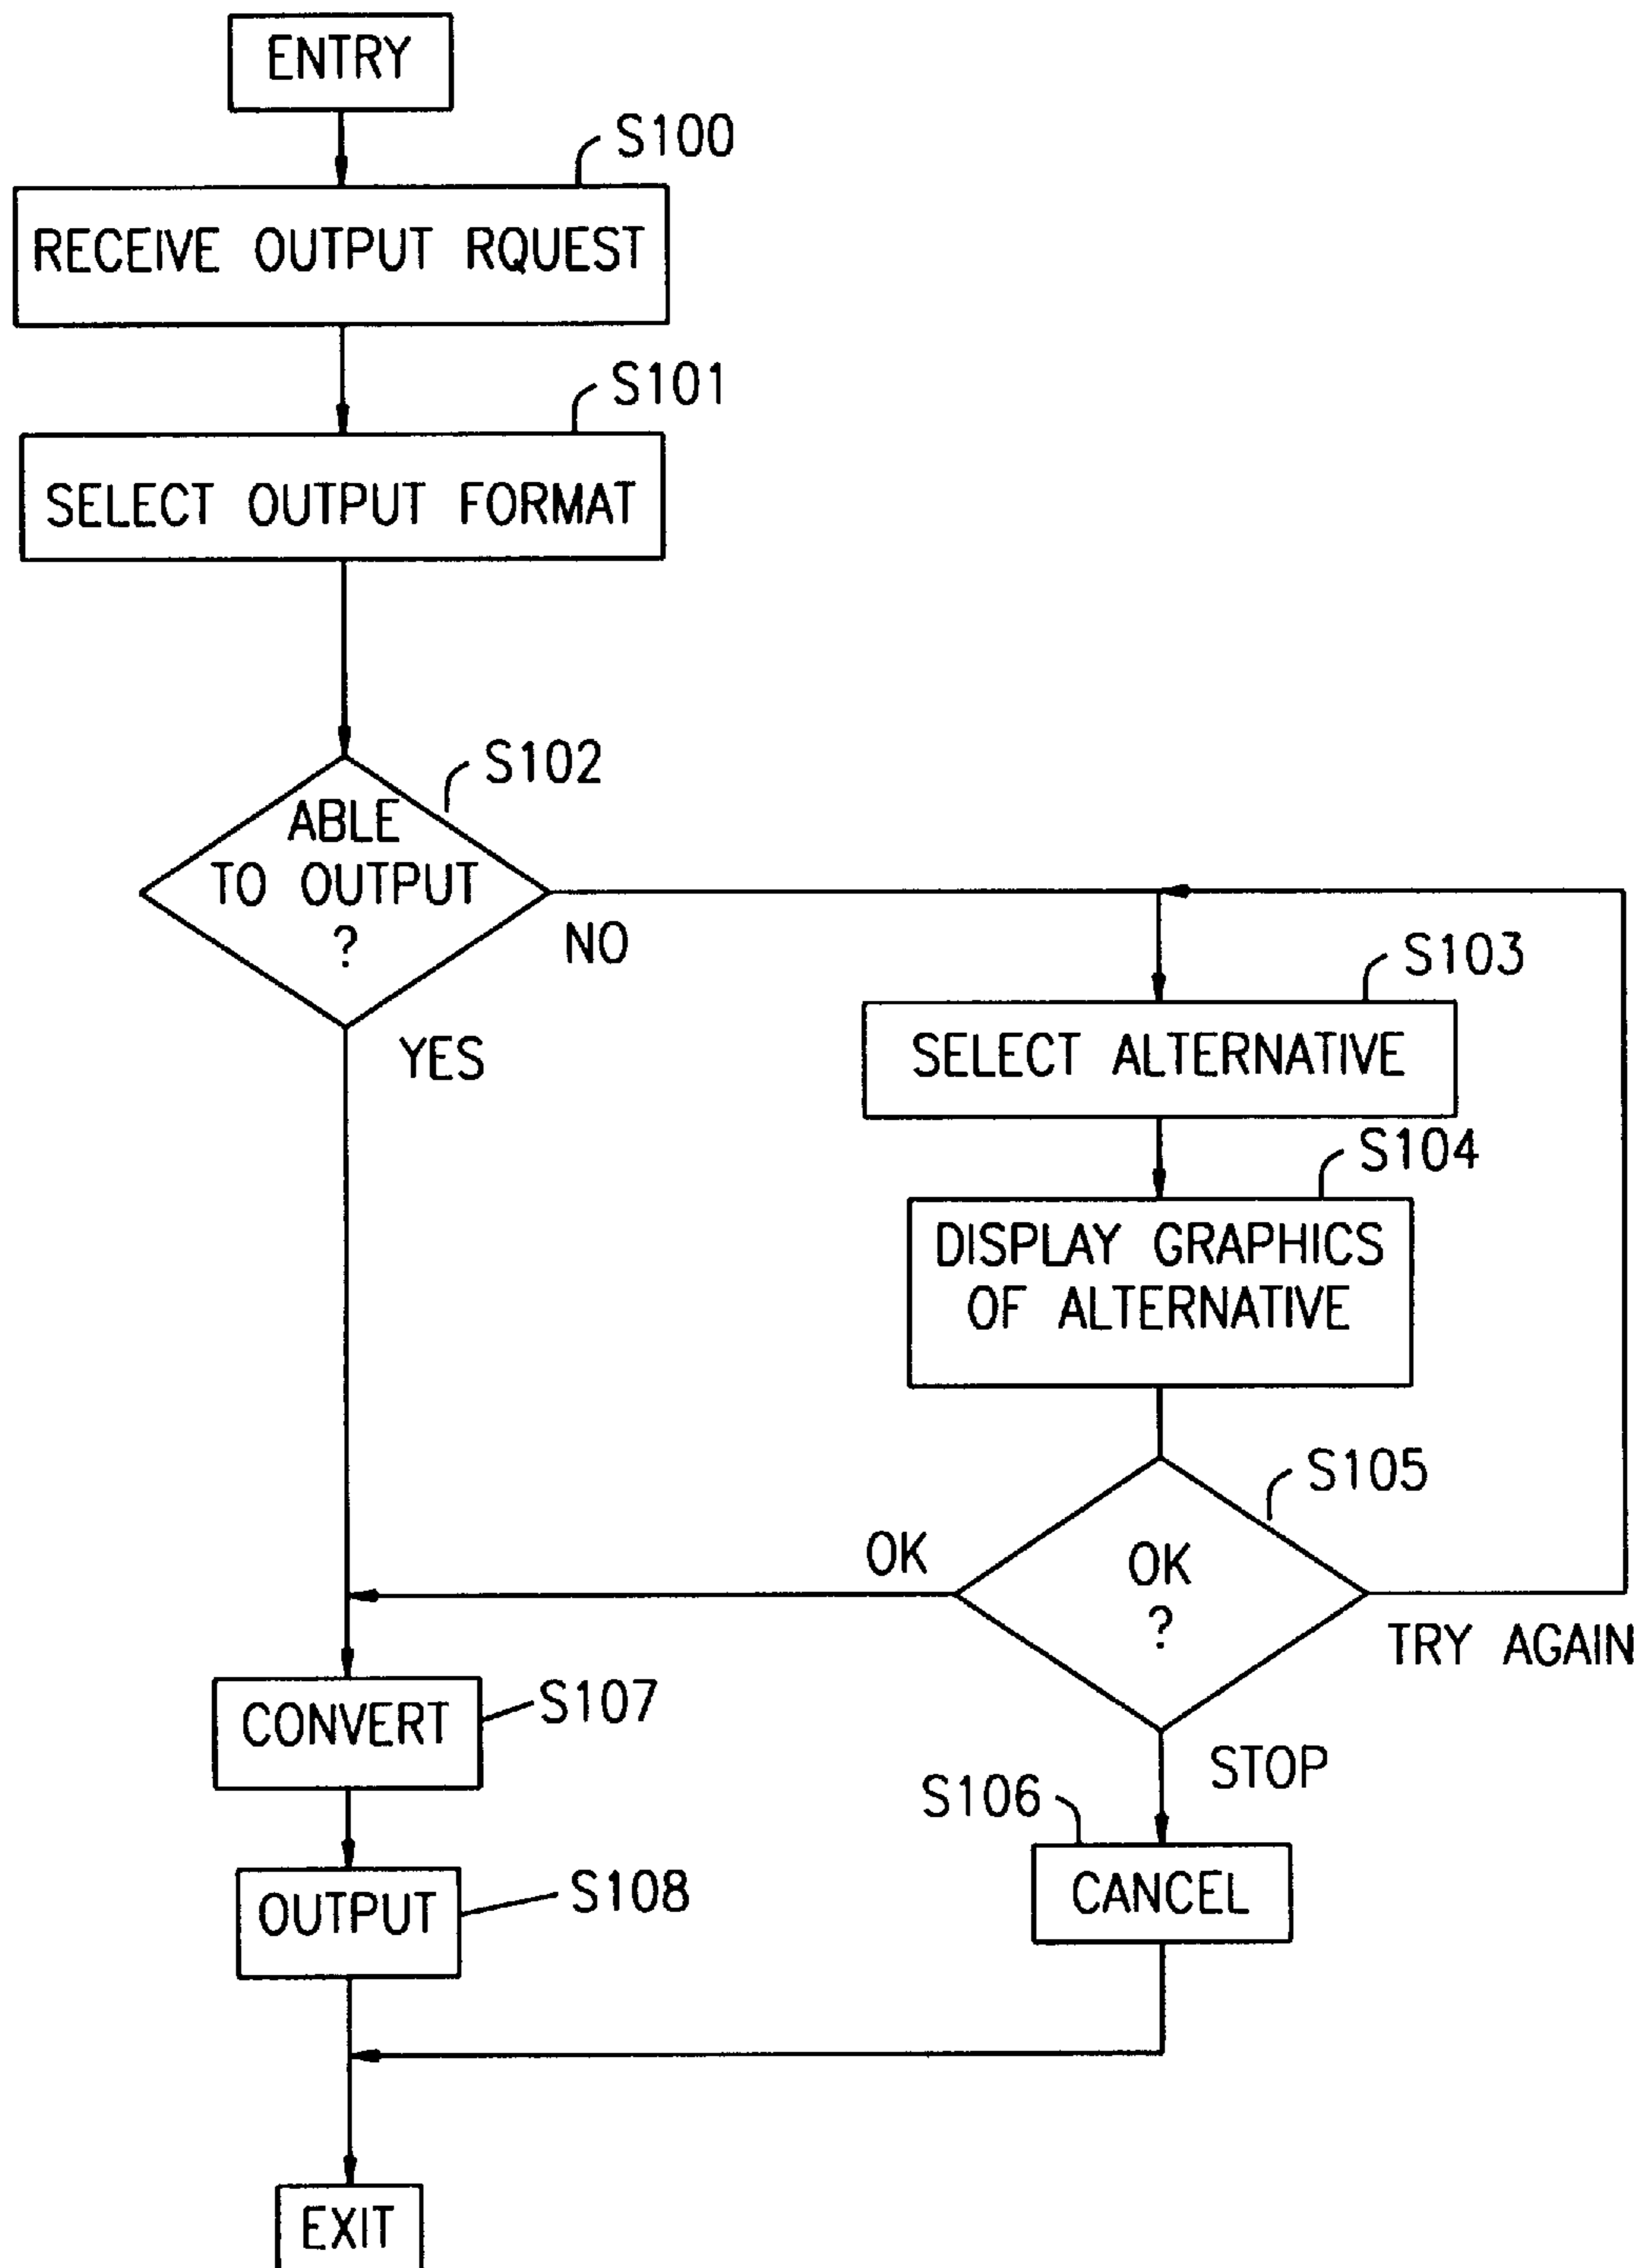 ENTRY
S100
RECEIVE OUTPUT RQUEST
S101
SELECT OUTPUT FORMAT
S102
ABLE
TO OUTPUT
?
NO
YES
S103
SELECT ALTERNATIVE
S104
DISPLAY GRAPHICS
OF ALTERNATIVE
S105
OK
OK
?
TRY AGAIN
STOP
S107
CONVERT
S106
CANCEL
S108
OUTPUT
EXIT